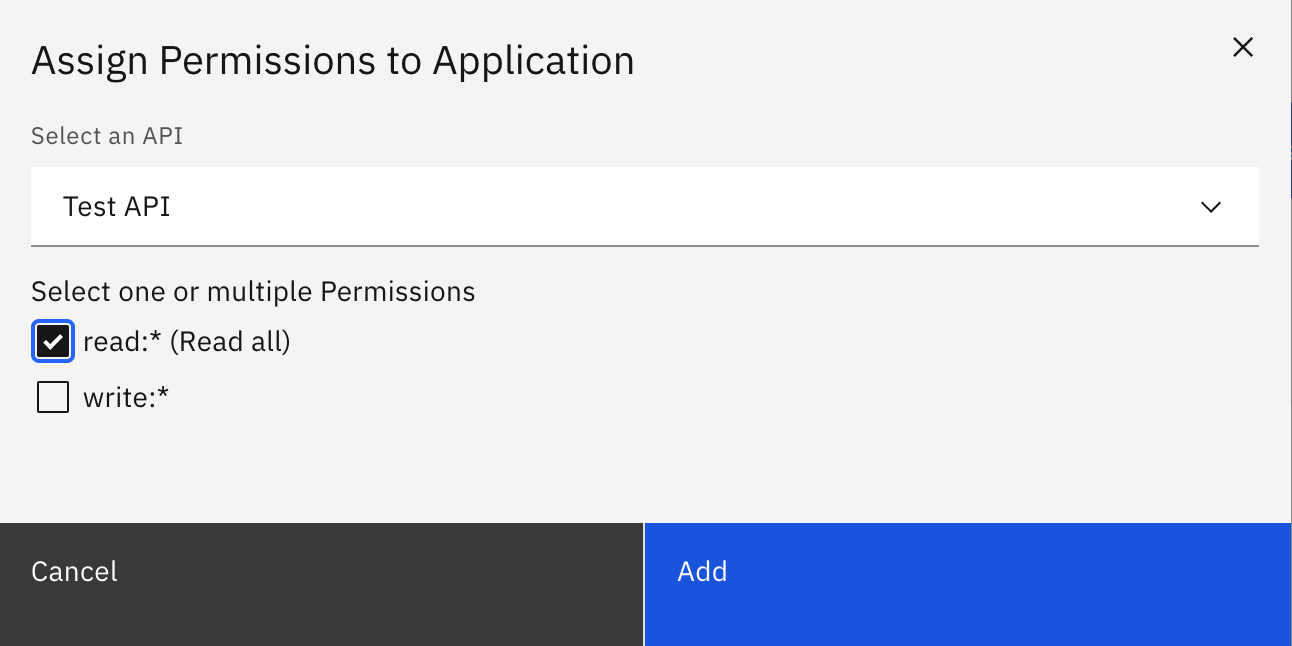 Assign Permissions to Application
Select an API
Test API
Select one or multiple Permissions
read:* (Read all)
write:*
Cancel
Add